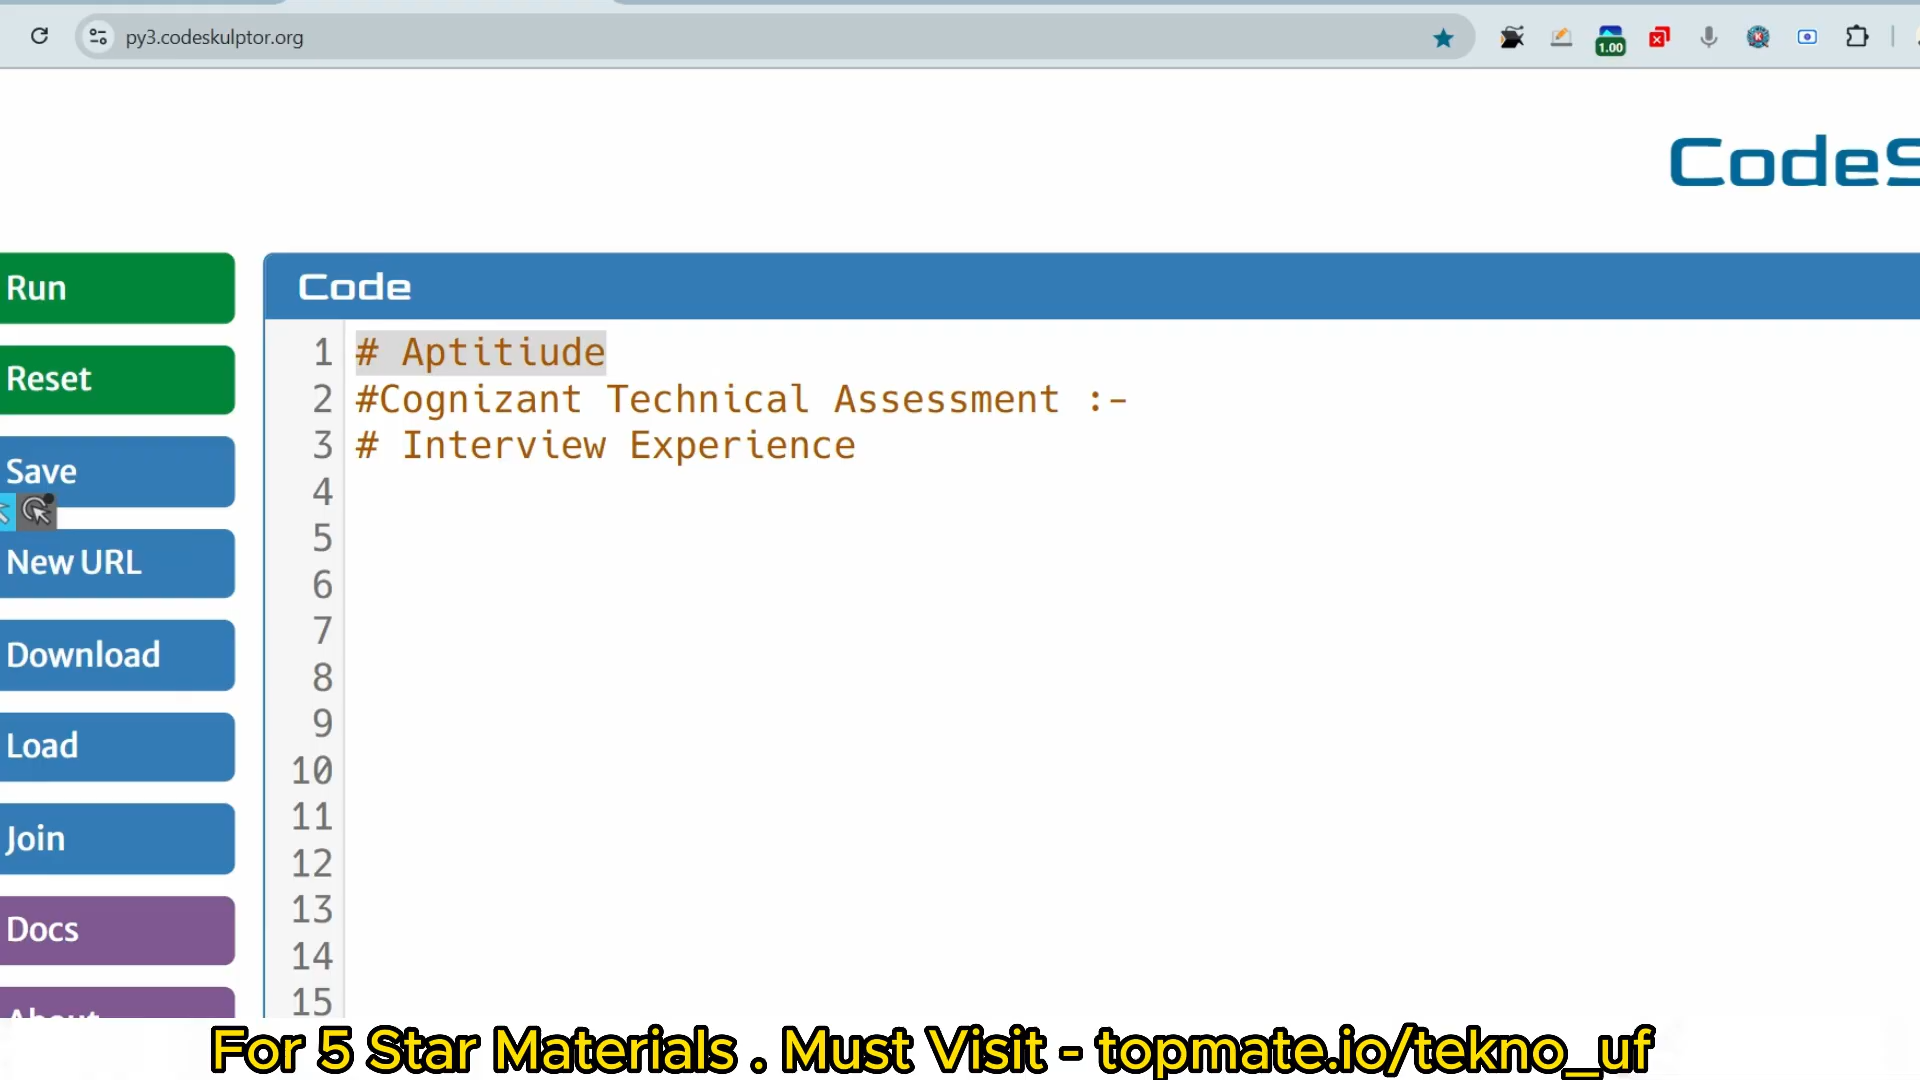 py3.codeskulptor.org
1.00
CodeS
Run
Reset
Save
New URL
Download
Load
Join
Docs
About
Code
1 # Aptitiude
2 #Cognizant Technical Assessment :-
3 # Interview Experience
4
5
6
7
8
9
10
11
12
13
14
15
For 5 Star Materials . Must Visit - topmate.io/tekno_uf